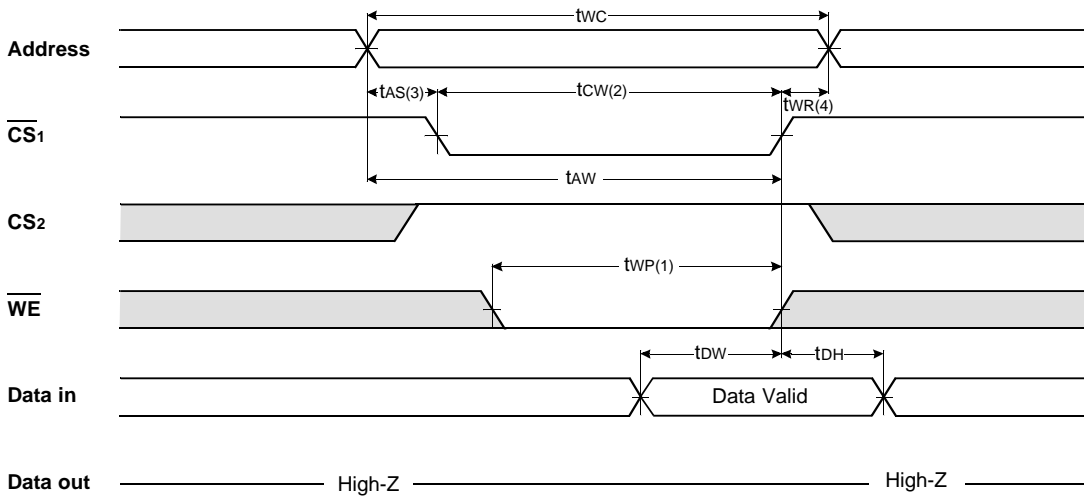 tWC
Address
tAS(3)
tCW(2)
tWR(4)
CS1
tAW
CS2
tWP(1)
WE
tDW
tDH
Data in
Data Valid
Data out
High-Z
High-Z